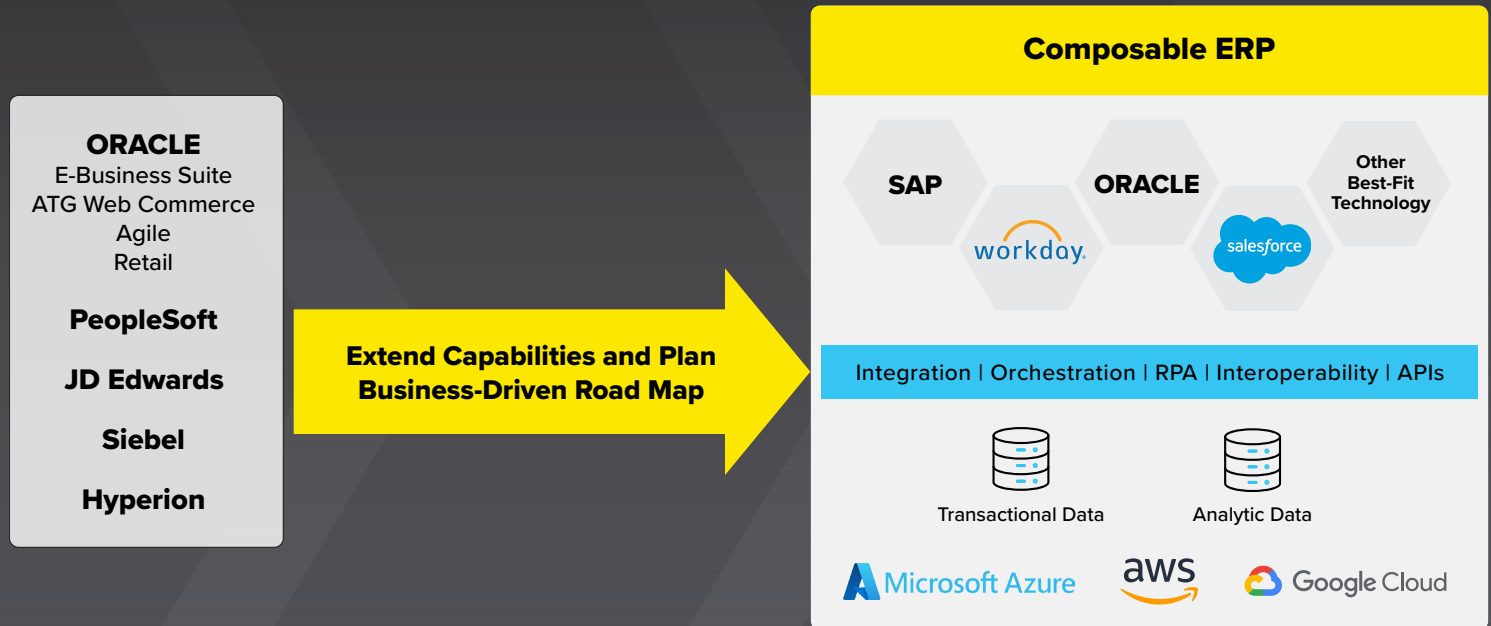 ORACLE
E-Business Suite
ATG Web Commerce
Agile
Retail
PeopleSoft
JD Edwards
Siebel
Hyperion
Extend Capabilities and Plan
Business-Driven Road Map
Composable ERP
SAP
workday.
ORACLE
salesforce
Other
Best-Fit
Technology
Integration | Orchestration | RPA | Interoperability | APIs
Transactional Data
Analytic Data
Microsoft Azure
aws
Google Cloud